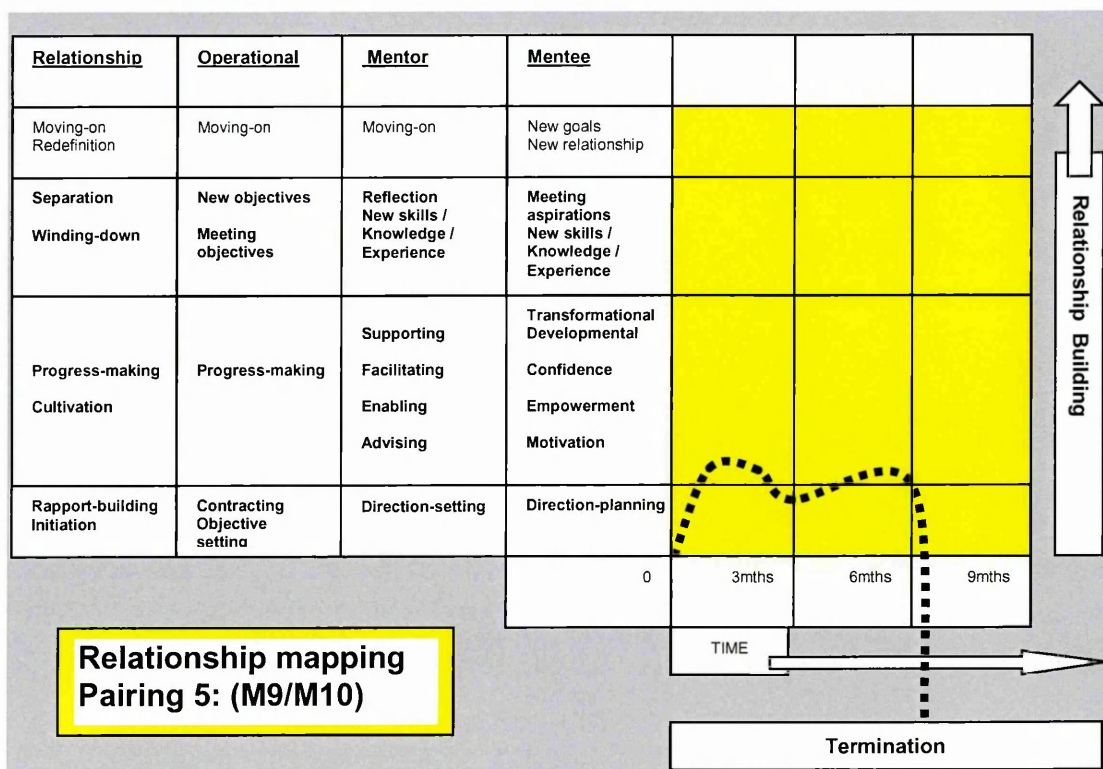 Relationship
Operational
Mentor
Mentee
Moving-on
Redefinition
Moving-on
Moving-on
New goals
New relationship
Separation
Winding-down
New objectives
Meeting
objectives
Reflection
New skills /
Knowledge /
Experience
Meeting
aspirations
New skills /
Knowledge /
Experience
Progress-making
Cultivation
Progress-making
Supporting
Facilitating
Enabling
Advising
Transformational
Developmental
Confidence
Empowerment
Motivation
Rapport-building
Initiation
Contracting
Objective
setting
Direction-setting
Direction-planning
0
3mths
6mths
9mths
TIME
Relationship Building
Relationship mapping
Pairing 5: (M9/M10)
Termination